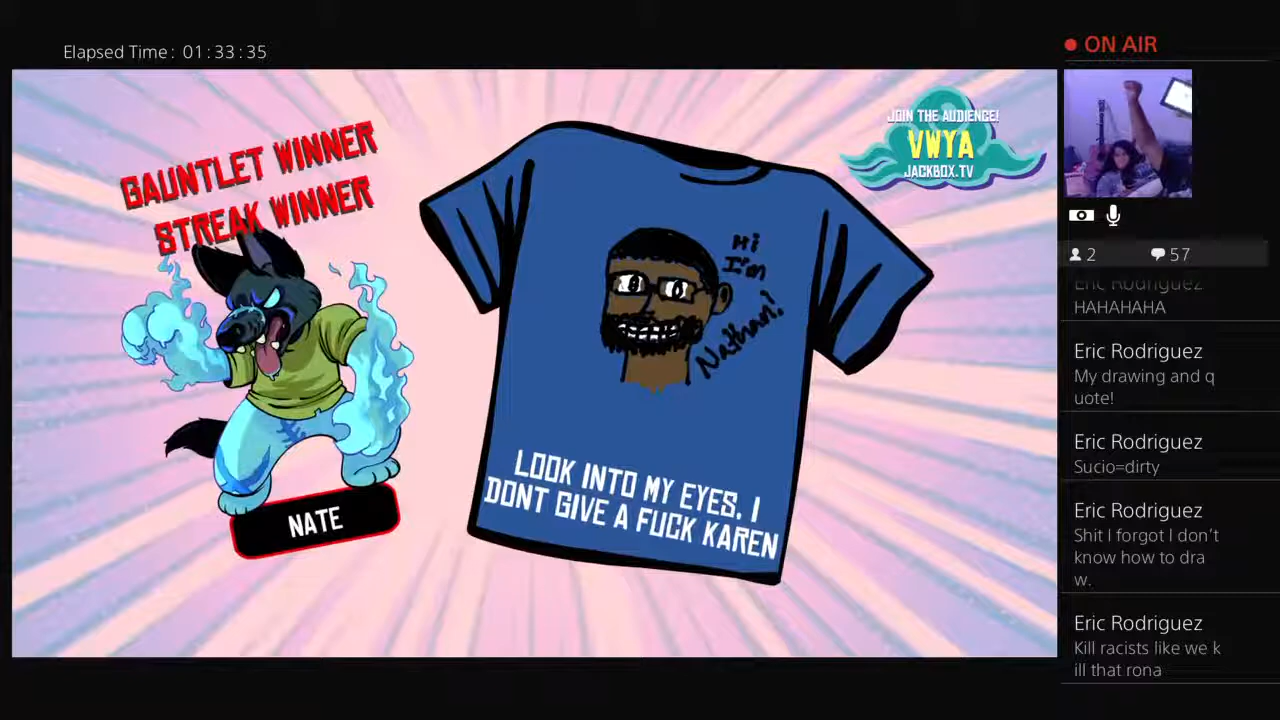 Elapsed Time: 01:33:35
ON AIR
GAUNTLET WINNER
STREAK WINNER
JOIN THE AUDIENCE!
VWYA
JACKBOX.TV
Hi
I'm
Nathan!
LOOK INTO MY EYES. I
DONT GIVE A FUCK KAREN
NATE
2
57
Eric Rodriguez
HAHAHAHA
Eric Rodriguez
My drawing and q
uote!
Eric Rodriguez
Sucio=dirty
Eric Rodriguez
Shit I forgot I don't
know how to dra
w.
Eric Rodriguez
Kill racists like we k
ill that rona